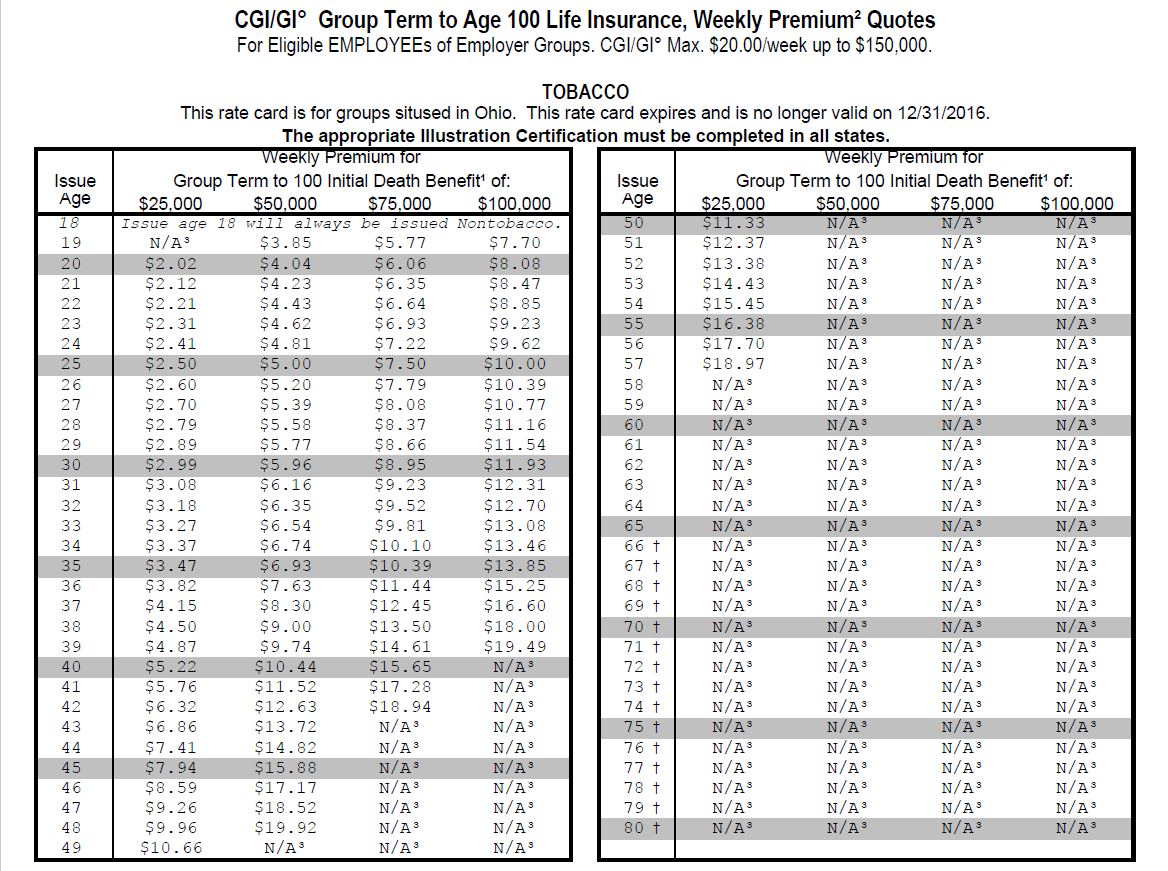 CGI/GI° Group Term to Age 100 Life Insurance, Weekly Premium² Quotes
For Eligible EMPLOYEEs of Employer Groups. CGI/GI° Max. $20.00/week up to $150,000.
TOBACCO
This rate card is for groups sitused in Ohio. This rate card expires and is no longer valid on 12/31/2016.
The appropriate Illustration Certification must be completed in all states.
Weekly Premium for
Issue Group Term to 100 Initial Death Benefit¹ of:
Age $25,000 $50,000 $75,000 $100,000
18 Issue age 18 will always be issued Nontobacco.
19 N/A³ $3.85 $5.77 $7.70
20 $2.02 $4.04 $6.06 $8.08
21 $2.12 $4.23 $6.35 $8.47
22 $2.21 $4.43 $6.64 $8.85
23 $2.31 $4.62 $6.93 $9.23
24 $2.41 $4.81 $7.22 $9.62
25 $2.50 $5.00 $7.50 $10.00
26 $2.60 $5.20 $7.79 $10.39
27 $2.70 $5.39 $8.08 $10.77
28 $2.79 $5.58 $8.37 $11.16
29 $2.89 $5.77 $8.66 $11.54
30 $2.99 $5.96 $8.95 $11.93
31 $3.08 $6.16 $9.23 $12.31
32 $3.18 $6.35 $9.52 $12.70
33 $3.27 $6.54 $9.81 $13.08
34 $3.37 $6.74 $10.10 $13.46
35 $3.47 $6.93 $10.39 $13.85
36 $3.82 $7.63 $11.44 $15.25
37 $4.15 $8.30 $12.45 $16.60
38 $4.50 $9.00 $13.50 $18.00
39 $4.87 $9.74 $14.61 $19.49
40 $5.22 $10.44 $15.65 N/A³
41 $5.76 $11.52 $17.28 N/A³
42 $6.32 $12.63 $18.94 N/A³
43 $6.86 $13.72 N/A³ N/A³
44 $7.41 $14.82 N/A³ N/A³
45 $7.94 $15.88 N/A³ N/A³
46 $8.59 $17.17 N/A³ N/A³
47 $9.26 $18.52 N/A³ N/A³
48 $9.96 $19.92 N/A³ N/A³
49 $10.66 N/A³ N/A³ N/A³
Weekly Premium for
Issue Group Term to 100 Initial Death Benefit¹ of:
Age $25,000 $50,000 $75,000 $100,000
50 $11.33 N/A³ N/A³ N/A³
51 $12.37 N/A³ N/A³ N/A³
52 $13.38 N/A³ N/A³ N/A³
53 $14.43 N/A³ N/A³ N/A³
54 $15.45 N/A³ N/A³ N/A³
55 $16.38 N/A³ N/A³ N/A³
56 $17.70 N/A³ N/A³ N/A³
57 $18.97 N/A³ N/A³ N/A³
58 N/A³ N/A³ N/A³ N/A³
59 N/A³ N/A³ N/A³ N/A³
60 N/A³ N/A³ N/A³ N/A³
61 N/A³ N/A³ N/A³ N/A³
62 N/A³ N/A³ N/A³ N/A³
63 N/A³ N/A³ N/A³ N/A³
64 N/A³ N/A³ N/A³ N/A³
65 N/A³ N/A³ N/A³ N/A³
66 † N/A³ N/A³ N/A³ N/A³
67 † N/A³ N/A³ N/A³ N/A³
68 † N/A³ N/A³ N/A³ N/A³
69 † N/A³ N/A³ N/A³ N/A³
70 † N/A³ N/A³ N/A³ N/A³
71 † N/A³ N/A³ N/A³ N/A³
72 † N/A³ N/A³ N/A³ N/A³
73 † N/A³ N/A³ N/A³ N/A³
74 † N/A³ N/A³ N/A³ N/A³
75 † N/A³ N/A³ N/A³ N/A³
76 † N/A³ N/A³ N/A³ N/A³
77 † N/A³ N/A³ N/A³ N/A³
78 † N/A³ N/A³ N/A³ N/A³
79 † N/A³ N/A³ N/A³ N/A³
80 † N/A³ N/A³ N/A³ N/A³